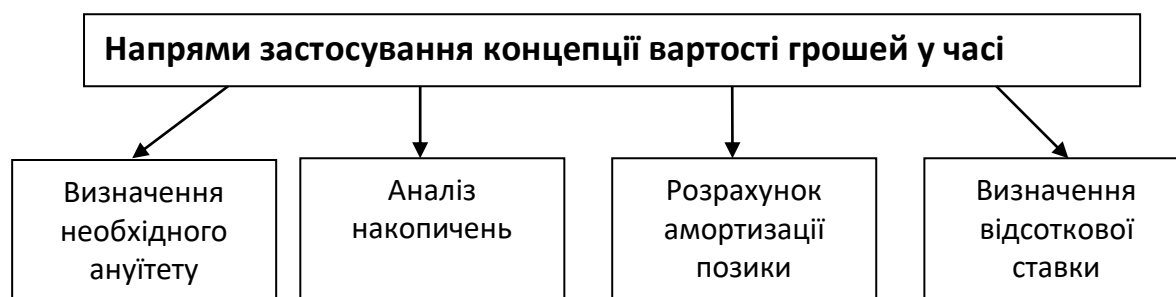 Напрями застосування концепції вартості грошей у часі
Визначення
необхідного
ануїтету
Аналіз
накопичень
Розрахунок
амортизації
позики
Визначення
відсоткової
ставки